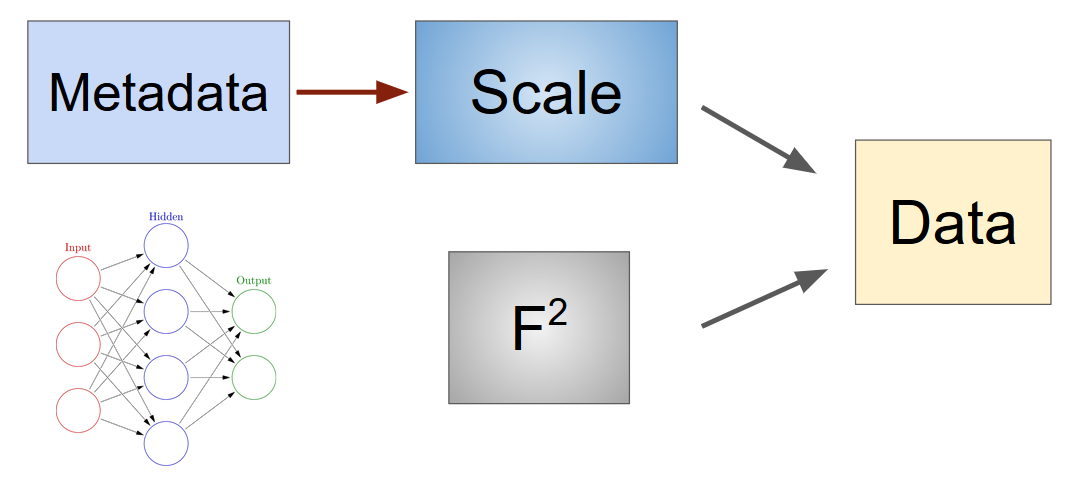 Metadata
Scale
Data
Hidden
Input
Output
F²